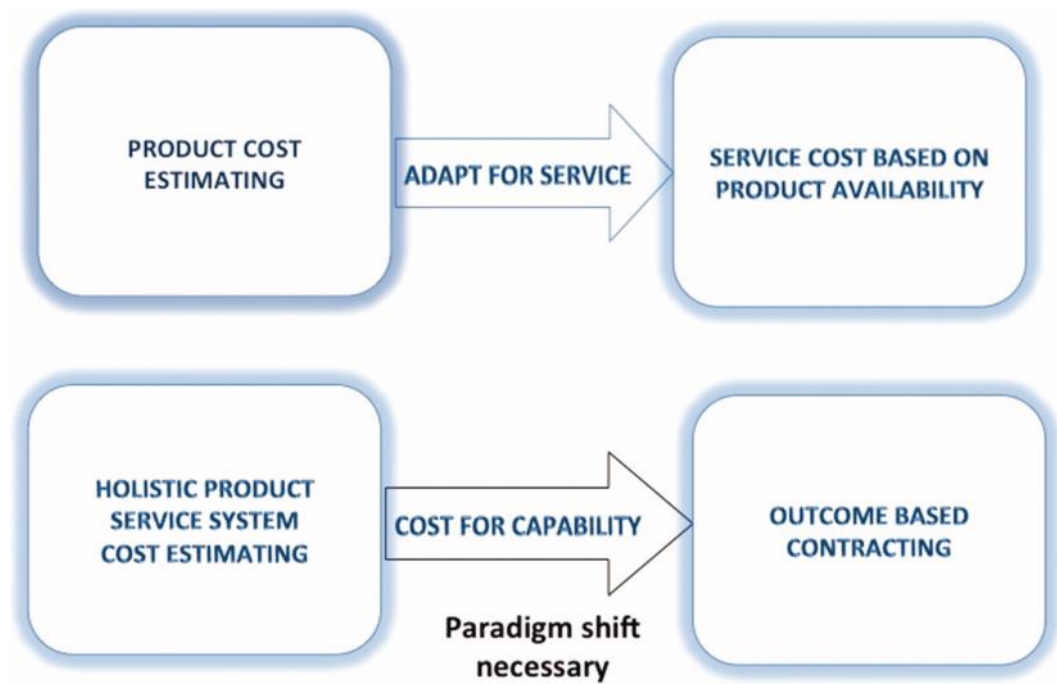 PRODUCT COST
ESTIMATING
ADAPT FOR SERVICE
SERVICE COST BASED ON
PRODUCT AVAILABILITY
HOLISTIC PRODUCT
SERVICE SYSTEM
COST ESTIMATING
COST FOR CAPABILITY
OUTCOME BASED
CONTRACTING
Paradigm shift
necessary